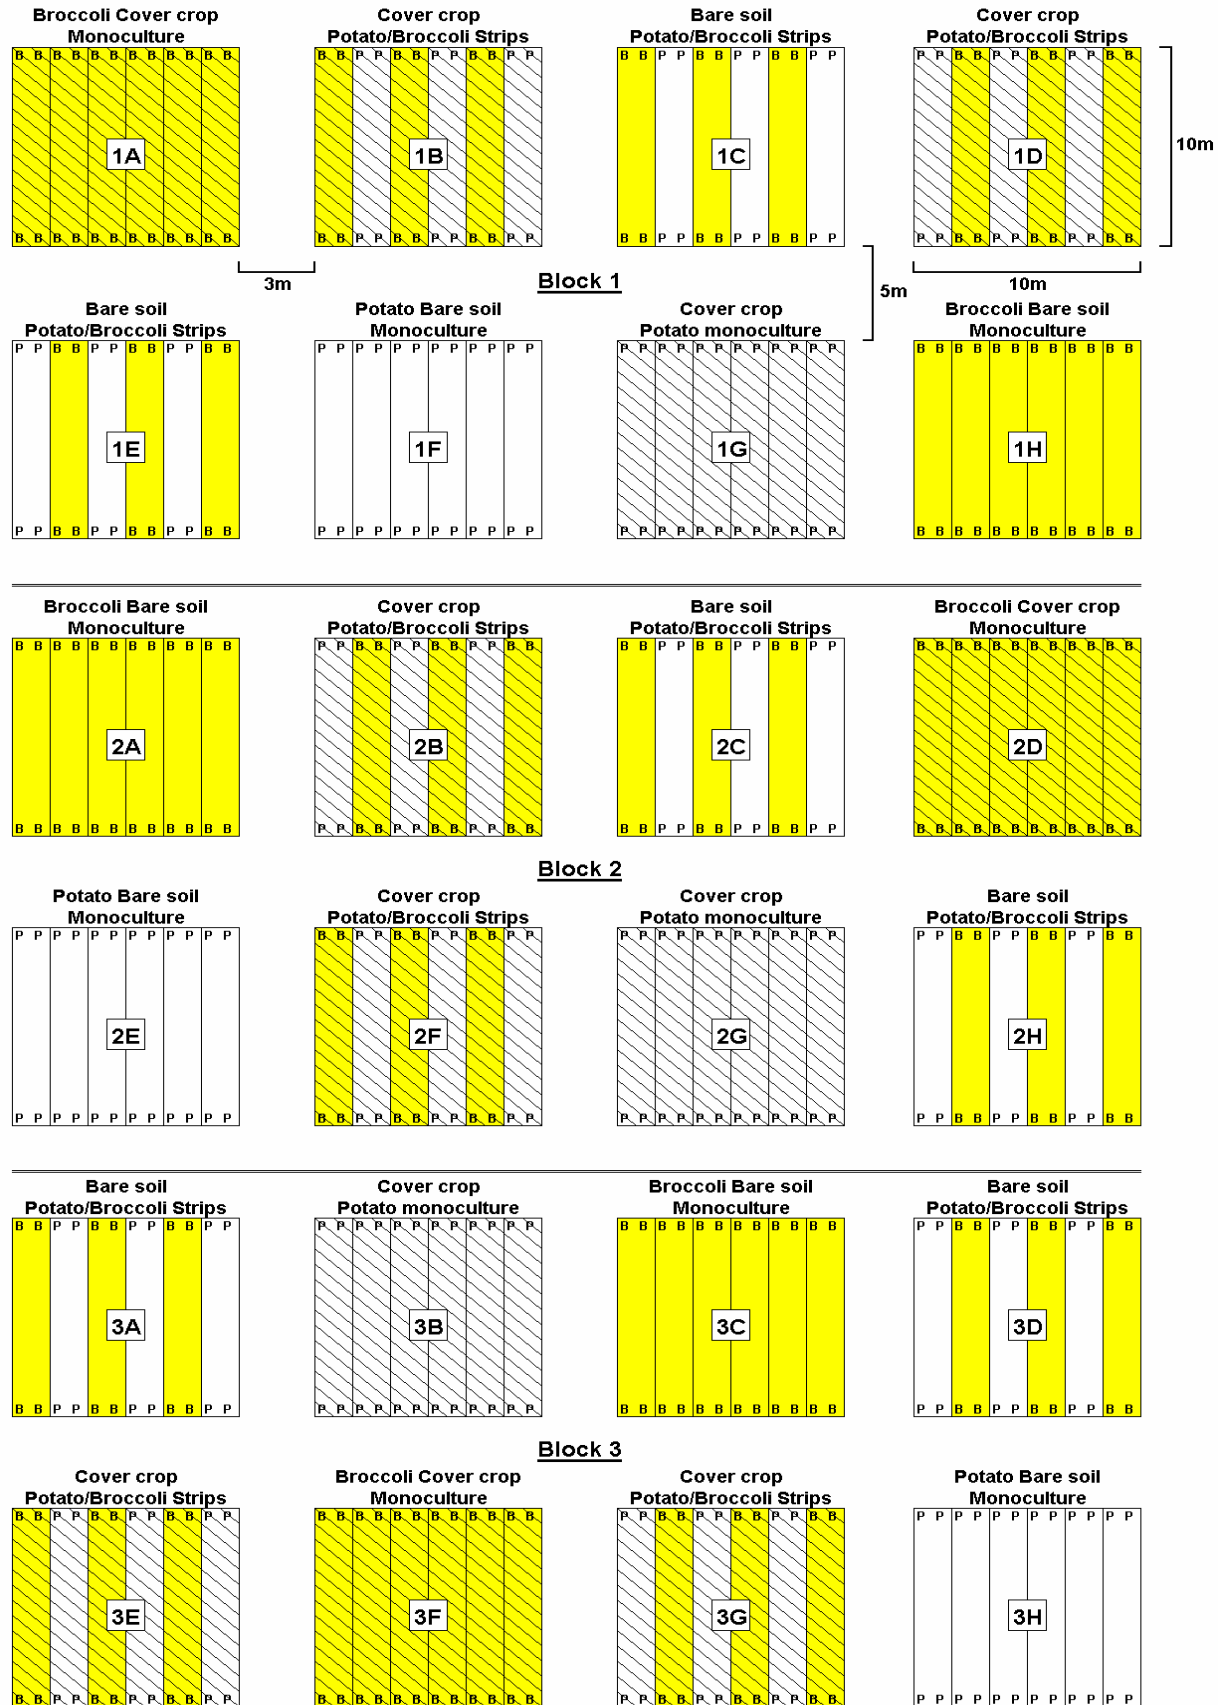 Broccoli Cover crop
Monoculture
B B B B B B B B B B B B
1A
B B B B B B B B B B B B
Cover crop
Potato/Broccoli Strips
B B P P B B P P B B P P
1B
B B P P B B P P B B P P
Bare soil
Potato/Broccoli Strips
B B P P B B P P B B P P
1C
B B P P B B P P B B P P
Cover crop
Potato/Broccoli Strips
P P B B P P B B P P B B
1D
P P B B P P B B P P B B
10m
3m
Block 1
5m
10m
Bare soil
Potato/Broccoli Strips
P P B B P P B B P P B B
1E
P P B B P P B B P P B B
Potato Bare soil
Monoculture
P P P P P P P P P P P P
1F
P P P P P P P P P P P P
Cover crop
Potato monoculture
P P P P P P P P P P P P
1G
P P P P P P P P P P P P
Broccoli Bare soil
Monoculture
B B B B B B B B B B B B
1H
B B B B B B B B B B B B
Broccoli Bare soil
Monoculture
B B B B B B B B B B B B
2A
B B B B B B B B B B B B
Cover crop
Potato/Broccoli Strips
P P B B P P B B P P B B
2B
P P B B P P B B P P B B
Bare soil
Potato/Broccoli Strips
B B P P B B P P B B P P
2C
B B P P B B P P B B P P
Broccoli Cover crop
Monoculture
B B B B B B B B B B B B
2D
B B B B B B B B B B B B
Block 2
Potato Bare soil
Monoculture
P P P P P P P P P P P P
2E
P P P P P P P P P P P P
Cover crop
Potato/Broccoli Strips
B B P P B B P P B B P P
2F
B B P P B B P P B B P P
Cover crop
Potato monoculture
P P P P P P P P P P P P
2G
P P P P P P P P P P P P
Bare soil
Potato/Broccoli Strips
P P B B P P B B P P B B
2H
P P B B P P B B P P B B
Bare soil
Potato/Broccoli Strips
B B P P B B P P B B P P
3A
B B P P B B P P B B P P
Cover crop
Potato monoculture
P P P P P P P P P P P P
3B
P P P P P P P P P P P P
Broccoli Bare soil
Monoculture
B B B B B B B B B B B B
3C
B B B B B B B B B B B B
Bare soil
Potato/Broccoli Strips
P P B B P P B B P P B B
3D
P P B B P P B B P P B B
Block 3
Cover crop
Potato/Broccoli Strips
B B P P B B P P B B P P
3E
B B P P B B P P B B P P
Broccoli Cover crop
Monoculture
B B B B B B B B B B B B
3F
B B B B B B B B B B B B
Cover crop
Potato/Broccoli Strips
P P B B P P B B P P B B
3G
P P B B P P B B P P B B
Potato Bare soil
Monoculture
P P P P P P P P P P P P
3H
P P P P P P P P P P P P